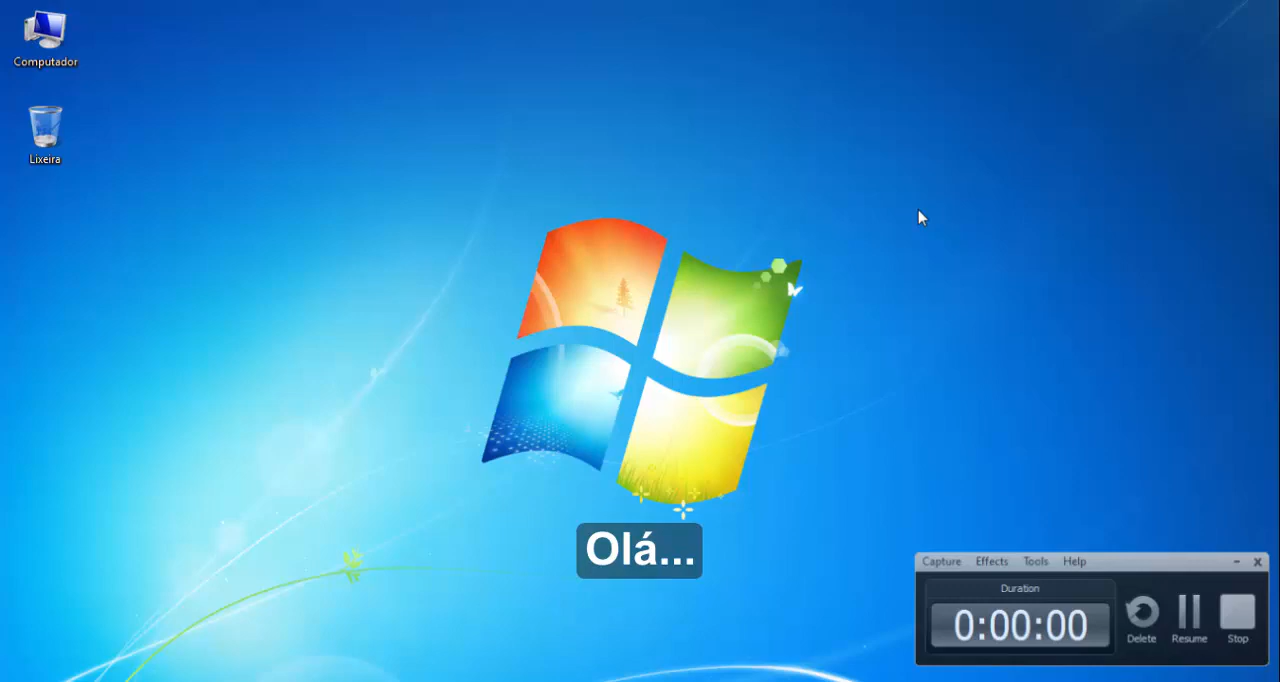 Computador
Lixeira
Olá...
Capture Effects Tools Help
Duration
0:00:00
Delete Resume Stop